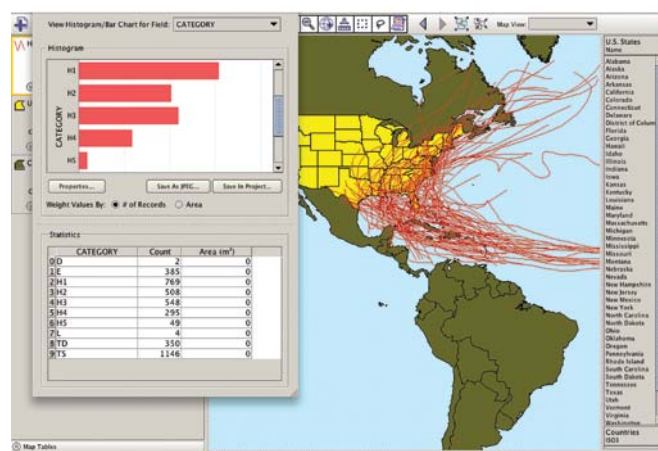 View Histogram/Bar Chart for Field: CATEGORY
Map View:
Histogram
CATEGORY
H1
H2
H3
H4
H5
Properties...
Save As JPEG...
Save In Project...
Weight Values By: # of Records Area
Statistics
CATEGORY Count Area (m²)
0 D 2 0
1 E 385 0
2 H1 769 0
3 H2 508 0
4 H3 548 0
5 H4 295 0
6 H5 49 0
7 L 4 0
8 TD 350 0
9 TS 1146 0
Map Tables
U.S. States
Name
Alabama
Alaska
Arizona
Arkansas
California
Colorado
Connecticut
Delaware
District of Colum
Florida
Georgia
Hawaii
Idaho
Illinois
Indiana
Iowa
Kansas
Kentucky
Louisiana
Maine
Maryland
Massachusetts
Michigan
Minnesota
Mississippi
Missouri
Montana
Nebraska
Nevada
New Hampshire
New Jersey
New Mexico
New York
North Carolina
North Dakota
Ohio
Oklahoma
Oregon
Pennsylvania
Rhode Island
South Carolina
South Dakota
Tennessee
Texas
Utah
Vermont
Virginia
Washington
Countries
ISO3